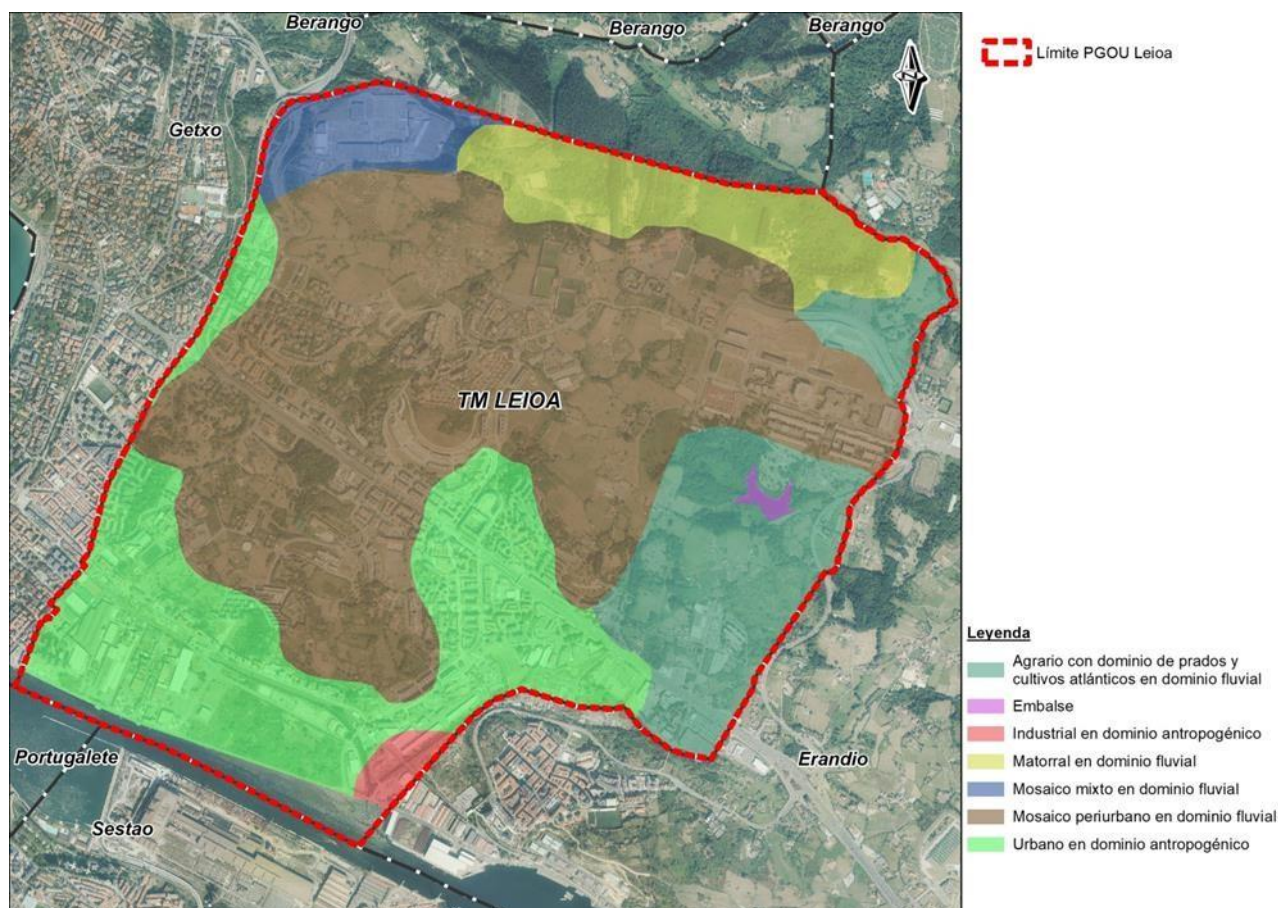 Berango
Berango
Berango
N
Límite PGOU Leioa
Getxo
TM LEIOA
Portugalete
Sestao
Erandio
Leyenda
Agrario con dominio de prados y
cultivos atlánticos en dominio fluvial
Embalse
Industrial en dominio antropogénico
Matorral en dominio fluvial
Mosaico mixto en dominio fluvial
Mosaico periurbano en dominio fluvial
Urbano en dominio antropogénico